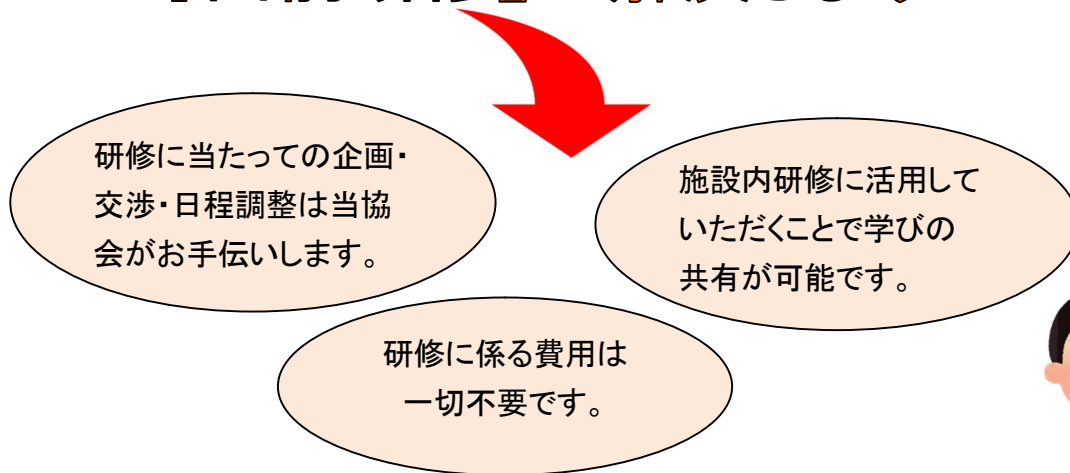 研修に当たっての企画・
交渉・日程調整は当協
会がお手伝いします。
施設内研修に活用して
いただくことで学びの
共有が可能です。
研修に係る費用は
一切不要です。